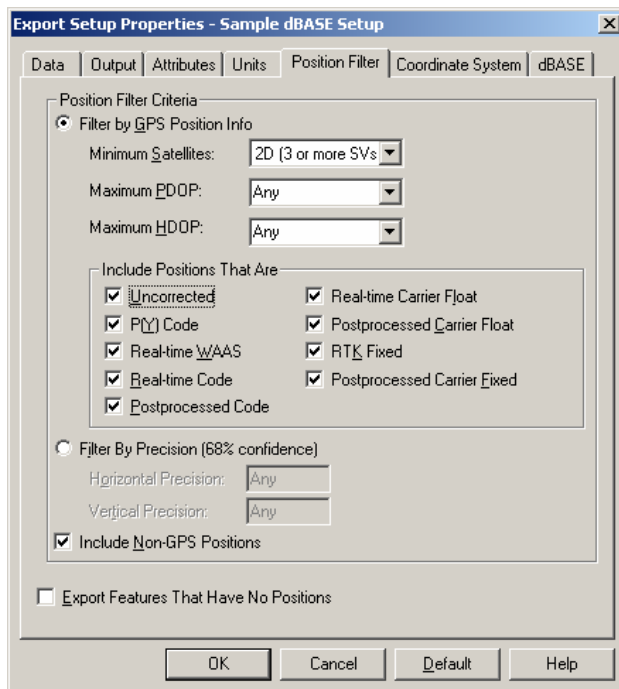 Export Setup Properties - Sample dBASE Setup
Data Output Attributes Units Position Filter Coordinate System dBASE
Position Filter Criteria
Filter by GPS Position Info
Minimum Satellites: 2D (3 or more SVs
Maximum PDOP: Any
Maximum HDOP: Any
Include Positions That Are
Uncorrected Real-time Carrier Float
P(Y) Code Postprocessed Carrier Float
Real-time WAAS RTK Fixed
Real-time Code Postprocessed Carrier Fixed
Postprocessed Code
Filter By Precision (68% confidence)
Horizontal Precision: Any
Vertical Precision: Any
Include Non-GPS Positions
Export Features That Have No Positions
OK Cancel Default Help